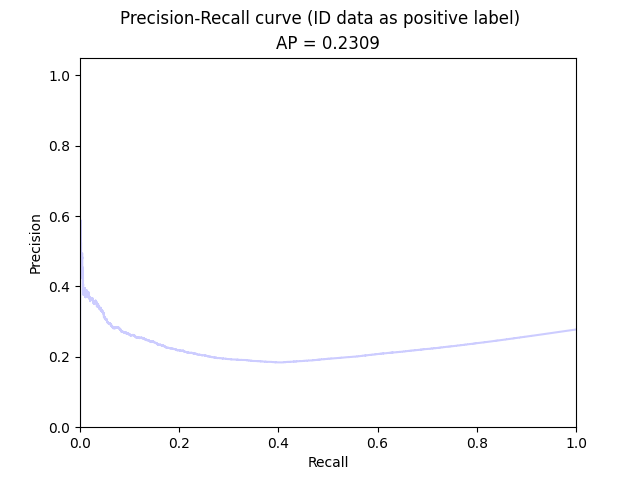 Precision-Recall curve (ID data as positive label)
AP = 0.2309
1.0
0.8
0.6
0.4
0.2
0.0
Precision
0.0 0.2 0.4 0.6 0.8 1.0
Recall